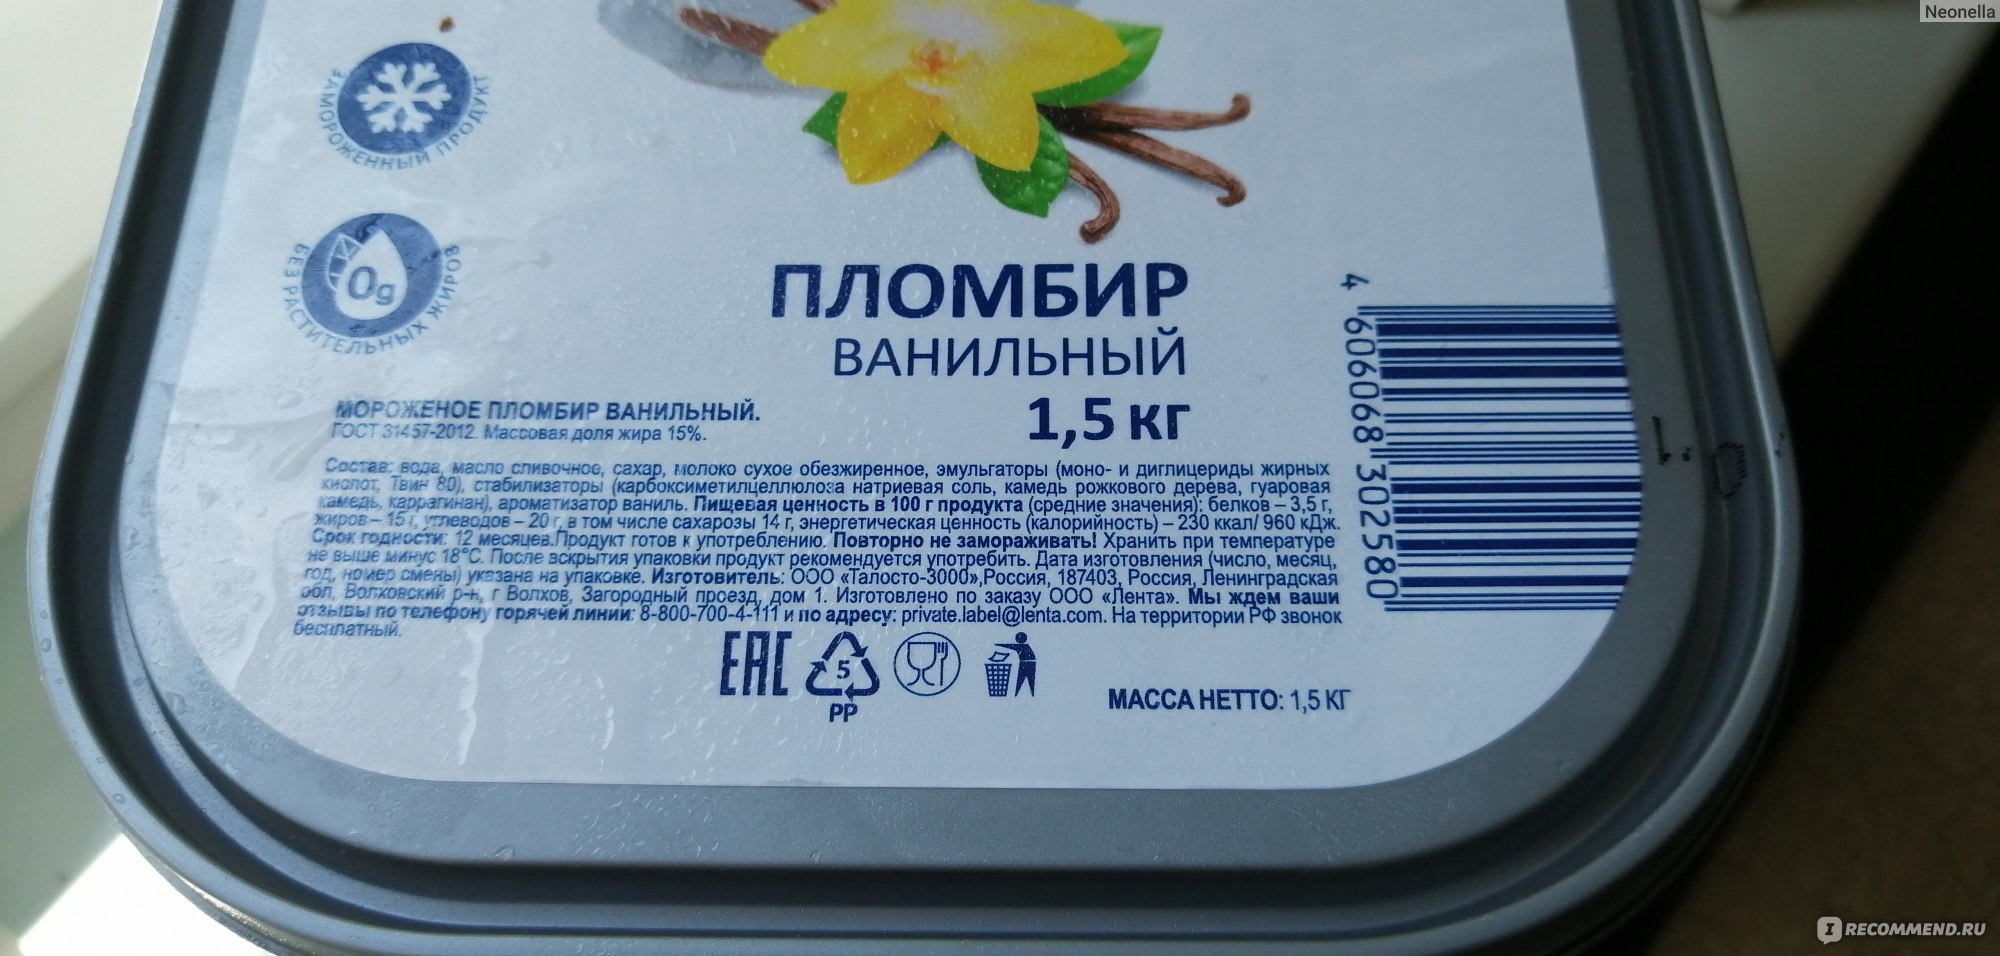 Neonella
ЗАМОРОЖЕННЫЙ ПРОДУКТ
0g
БЕЗ РАСТИТЕЛЬНЫХ ЖИРОВ
ПЛОМБИР
ВАНИЛЬНЫЙ
1,5 кг
МОРОЖЕНОЕ ПЛОМБИР ВАНИЛЬНЫЙ.
ГОСТ 31457-2012. Массовая доля жира 15%.
Состав: вода, масло сливочное, сахар, молоко сухое обезжиренное, эмульгаторы (моно- и диглицериды жирных
кислот, Твин 80), стабилизаторы (карбоксиметилцеллюлоза натриевая соль, камедь рожкового дерева, гуаровая
камедь, каррагинан), ароматизатор ваниль. Пищевая ценность в 100 г продукта (средние значения): белков – 3,5 г,
жиров – 15 г, углеводов – 20 г, в том числе сахарозы 14 г, энергетическая ценность (калорийность) – 230 ккал/ 960 кДж.
Срок годности: 12 месяцев.Продукт готов к употреблению. Повторно не замораживать! Хранить при температуре
не выше минус 18°С. После вскрытия упаковки продукт рекомендуется употребить. Дата изготовления (число, месяц,
год, номер смены) указана на упаковке. Изготовитель: ООО «Талосто-3000»,Россия, 187403, Россия, Ленинградская
обл, Волховский р-н, г Волхов, Загородный проезд, дом 1. Изготовлено по заказу ООО «Лента». Мы ждем ваши
отзывы по телефону горячей линии: 8-800-700-4-111 и по адресу: private.label@lenta.com. На территории РФ звонок
бесплатный.
4 606068 302580
ЕАС
5
PP
МАССА НЕТТО: 1,5 КГ
I RECOMMEND.RU